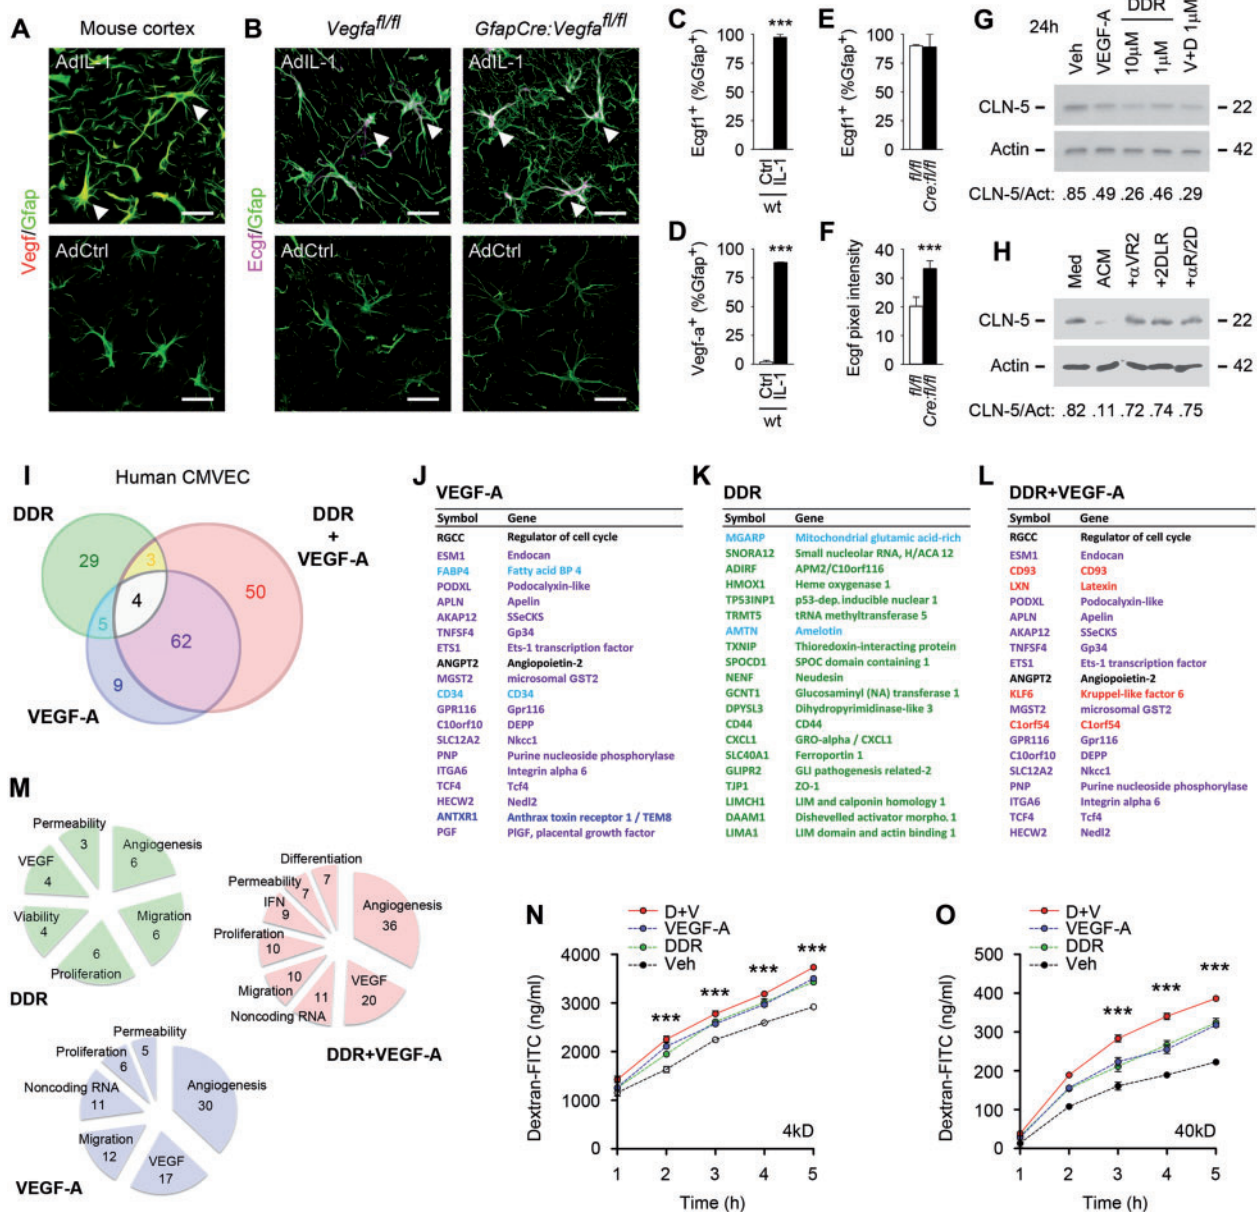 A
Mouse cortex
AdIL-1
AdCtrl
Vegf/Gfap
B
Vegfa^fl/fl
GfapCre:Vegfa^fl/fl
AdIL-1
AdIL-1
AdCtrl
AdCtrl
Ecgf/Gfap
C
Ecgf1+ (%Gfap+)
100
75
50
25
0
Ctrl
IL-1
wt
***
D
Vegf-a+ (%Gfap+)
100
50
0
Ctrl
IL-1
wt
***
E
Ecgf1+ (%Gfap+)
100
75
50
25
0
fl/fl
Cre:fl/fl
F
Ecgf pixel intensity
40
30
20
10
0
fl/fl
Cre:fl/fl
***
G
24h
DDR
Veh
VEGF-A
10µM
1µM
V+D 1µM
CLN-5 – – 22
Actin – – 42
CLN-5/Act: .85 .49 .26 .46 .29
H
Med
ACM
+αVR2
+2DLR
+αR/2D
CLN-5 – – 22
Actin – – 42
CLN-5/Act: .82 .11 .72 .74 .75
I
Human CMVEC
DDR
DDR
+
VEGF-A
VEGF-A
29
3
50
4
5
62
9
J
VEGF-A
Symbol Gene
RGCC Regulator of cell cycle
ESM1 Endocan
FABP4 Fatty acid BP 4
PODXL Podocalyxin-like
APLN Apelin
AKAP12 SSeCKS
TNFSF4 Gp34
ETS1 Ets-1 transcription factor
ANGPT2 Angiopoietin-2
MGST2 microsomal GST2
CD34 CD34
GPR116 Gpr116
C10orf10 DEPP
SLC12A2 Nkcc1
PNP Purine nucleoside phosphorylase
ITGA6 Integrin alpha 6
TCF4 Tcf4
HECW2 Nedl2
ANTXR1 Anthrax toxin receptor 1 / TEM8
PGF PlGF, placental growth factor
K
DDR
Symbol Gene
MGARP Mitochondrial glutamic acid-rich
SNORA12 Small nucleolar RNA, H/ACA 12
ADIRF APM2/C10orf116
HMOX1 Heme oxygenase 1
TP53INP1 p53-dep. inducible nuclear 1
TRMT5 tRNA methyltransferase 5
AMTN Amelotin
TXNIP Thioredoxin-interacting protein
SPOCD1 SPOC domain containing 1
NENF Neudesin
GCNT1 Glucosaminyl (NA) transferase 1
DPYSL3 Dihydropyrimidinase-like 3
CD44 CD44
CXCL1 GRO-alpha / CXCL1
SLC40A1 Ferroportin 1
GLIPR2 GLI pathogenesis related-2
TJP1 ZO-1
LIMCH1 LIM and calponin homology 1
DAAM1 Dishevelled activator morpho. 1
LIMA1 LIM domain and actin binding 1
L
DDR+VEGF-A
Symbol Gene
RGCC Regulator of cell cycle
ESM1 Endocan
CD93 CD93
LXN Latexin
PODXL Podocalyxin-like
APLN Apelin
AKAP12 SSeCKS
TNFSF4 Gp34
ETS1 Ets-1 transcription factor
ANGPT2 Angiopoietin-2
KLF6 Kruppel-like factor 6
MGST2 microsomal GST2
C1orf54 C1orf54
GPR116 Gpr116
C10orf10 DEPP
SLC12A2 Nkcc1
PNP Purine nucleoside phosphorylase
ITGA6 Integrin alpha 6
TCF4 Tcf4
HECW2 Nedl2
M
Permeability
3
Angiogenesis
6
Migration
6
Proliferation
6
Viability
4
VEGF
4
DDR
Differentiation
7
Permeability
7
IFN
9
Proliferation
10
Migration
10
Noncoding RNA
11
VEGF
20
Angiogenesis
36
DDR+VEGF-A
Permeability
5
Proliferation
6
Noncoding RNA
11
Migration
12
VEGF
17
Angiogenesis
30
VEGF-A
N
D+V
VEGF-A
DDR
Veh
Dextran-FITC (ng/ml)
4000
3000
2000
1000
0
*** *** *** ***
4kD
1 2 3 4 5
Time (h)
O
D+V
VEGF-A
DDR
Veh
Dextran-FITC (ng/ml)
500
400
300
200
100
0
*** *** ***
40kD
1 2 3 4 5
Time (h)